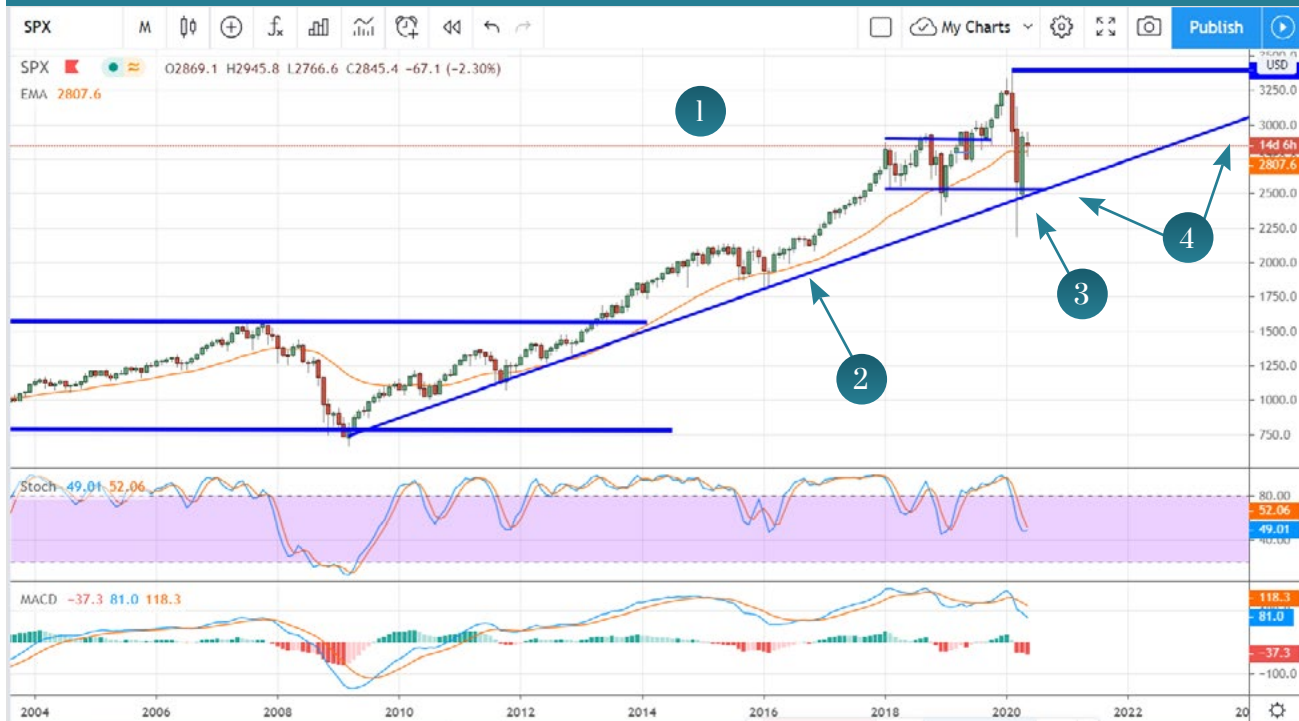 SPX M fx My Charts Publish
SPX O2869.1 H2945.8 L2766.6 C2845.4 −67.1 (−2.30%)
EMA 2807.6
USD
3250.0
3000.0
14d 6h
2807.6
2500.0
2250.0
2000.0
1750.0
1500.0
1250.0
1000.0
750.0
1
2
3
4
Stoch 49.01 52.06
80.00
52.06
49.01
40.00
MACD −37.3 81.0 118.3
118.3
81.0
−37.3
−100.0
2004 2006 2008 2010 2012 2014 2016 2018 2020 2022 20